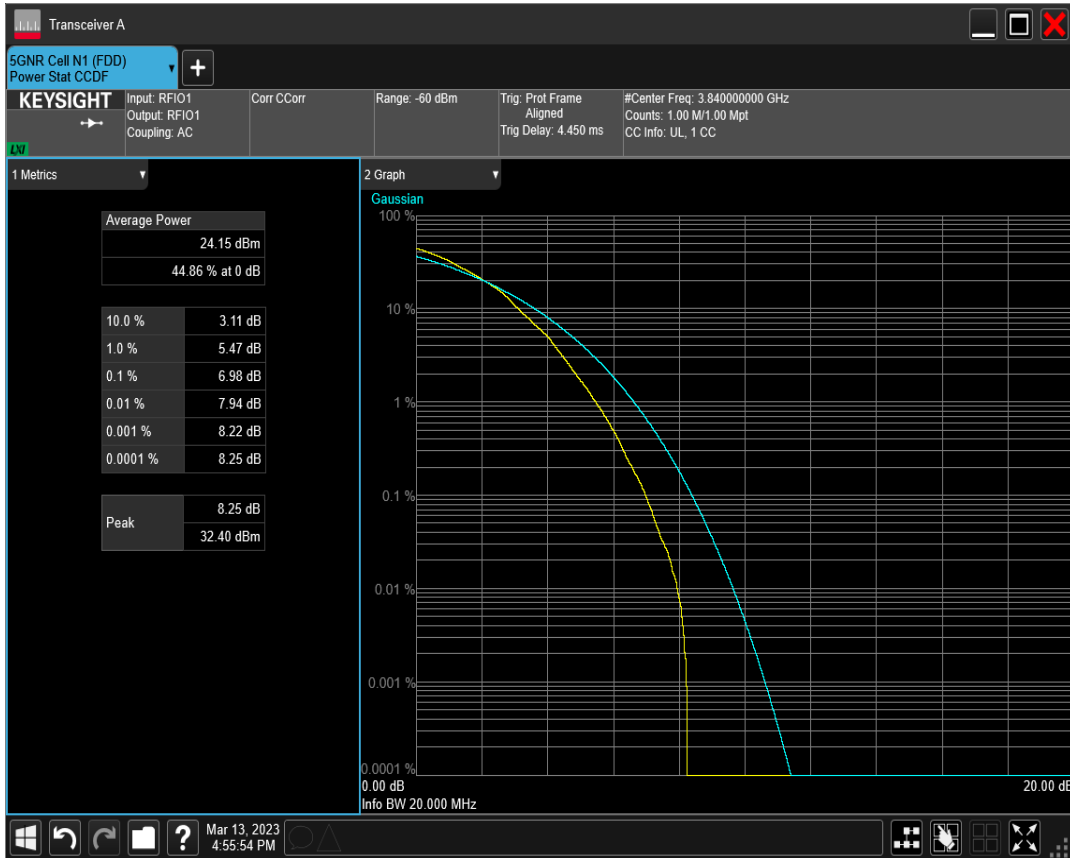 Transceiver A
5GNR Cell N1 (FDD)
Power Stat CCDF
+
KEYSIGHT
LXI
Input: RFIO1
Output: RFIO1
Coupling: AC
Corr CCorr
Range: -60 dBm
Trig: Prot Frame
Aligned
Trig Delay: 4.450 ms
#Center Freq: 3.840000000 GHz
Counts: 1.00 M/1.00 Mpt
CC Info: UL, 1 CC
1 Metrics
Average Power
24.15 dBm
44.86 % at 0 dB
10.0 % 3.11 dB
1.0 % 5.47 dB
0.1 % 6.98 dB
0.01 % 7.94 dB
0.001 % 8.22 dB
0.0001 % 8.25 dB
Peak
8.25 dB
32.40 dBm
2 Graph
Gaussian
100 %
10 %
1 %
0.1 %
0.01 %
0.001 %
0.0001 %
0.00 dB 20.00 dB
Info BW 20.000 MHz
?
Mar 13, 2023
4:55:54 PM